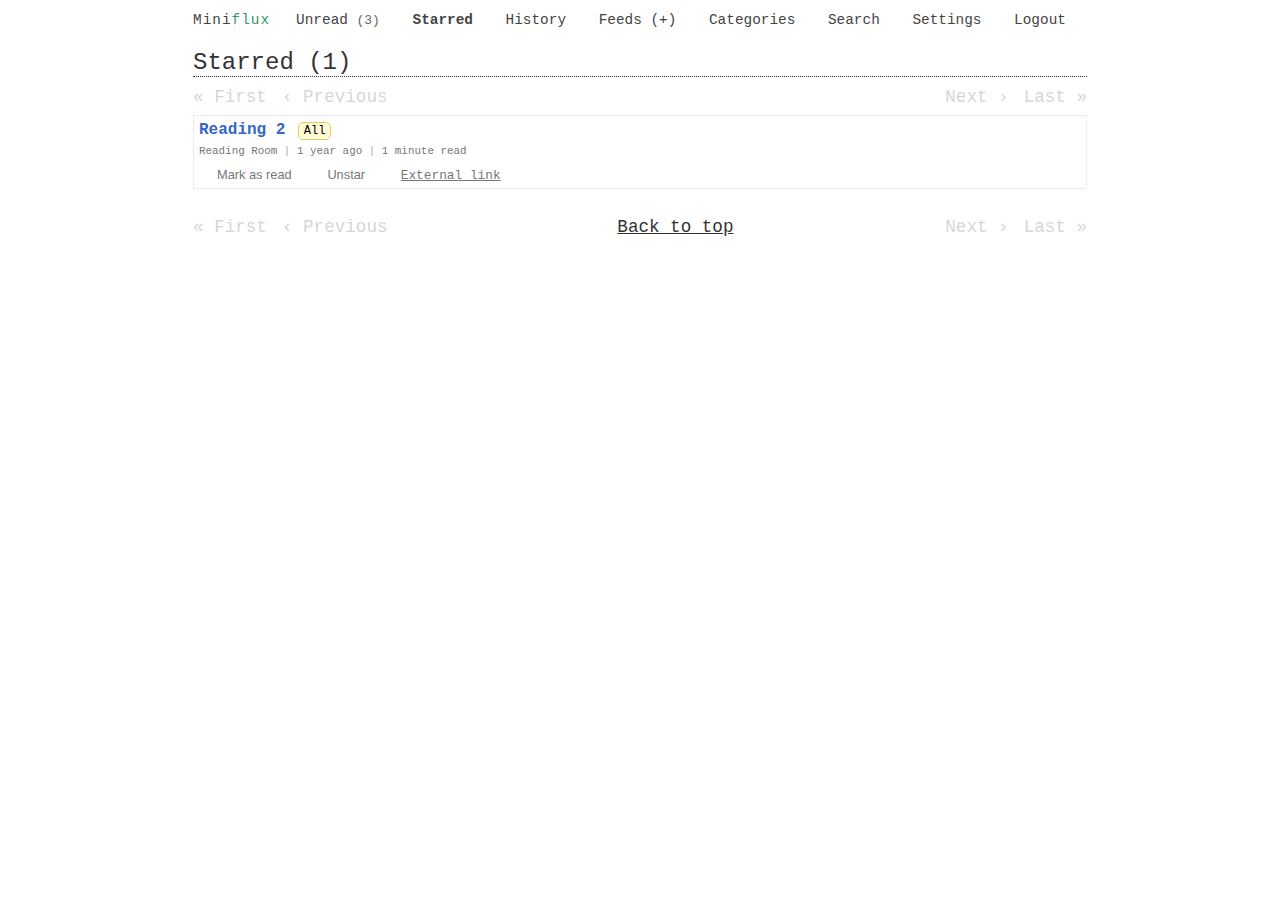 Miniflux Unread (3) Starred History Feeds (+) Categories Search Settings Logout
Starred (1)
« First ‹ Previous Next › Last »
Reading 2 All
Reading Room | 1 year ago | 1 minute read
Mark as read Unstar External link
« First ‹ Previous Back to top Next › Last »